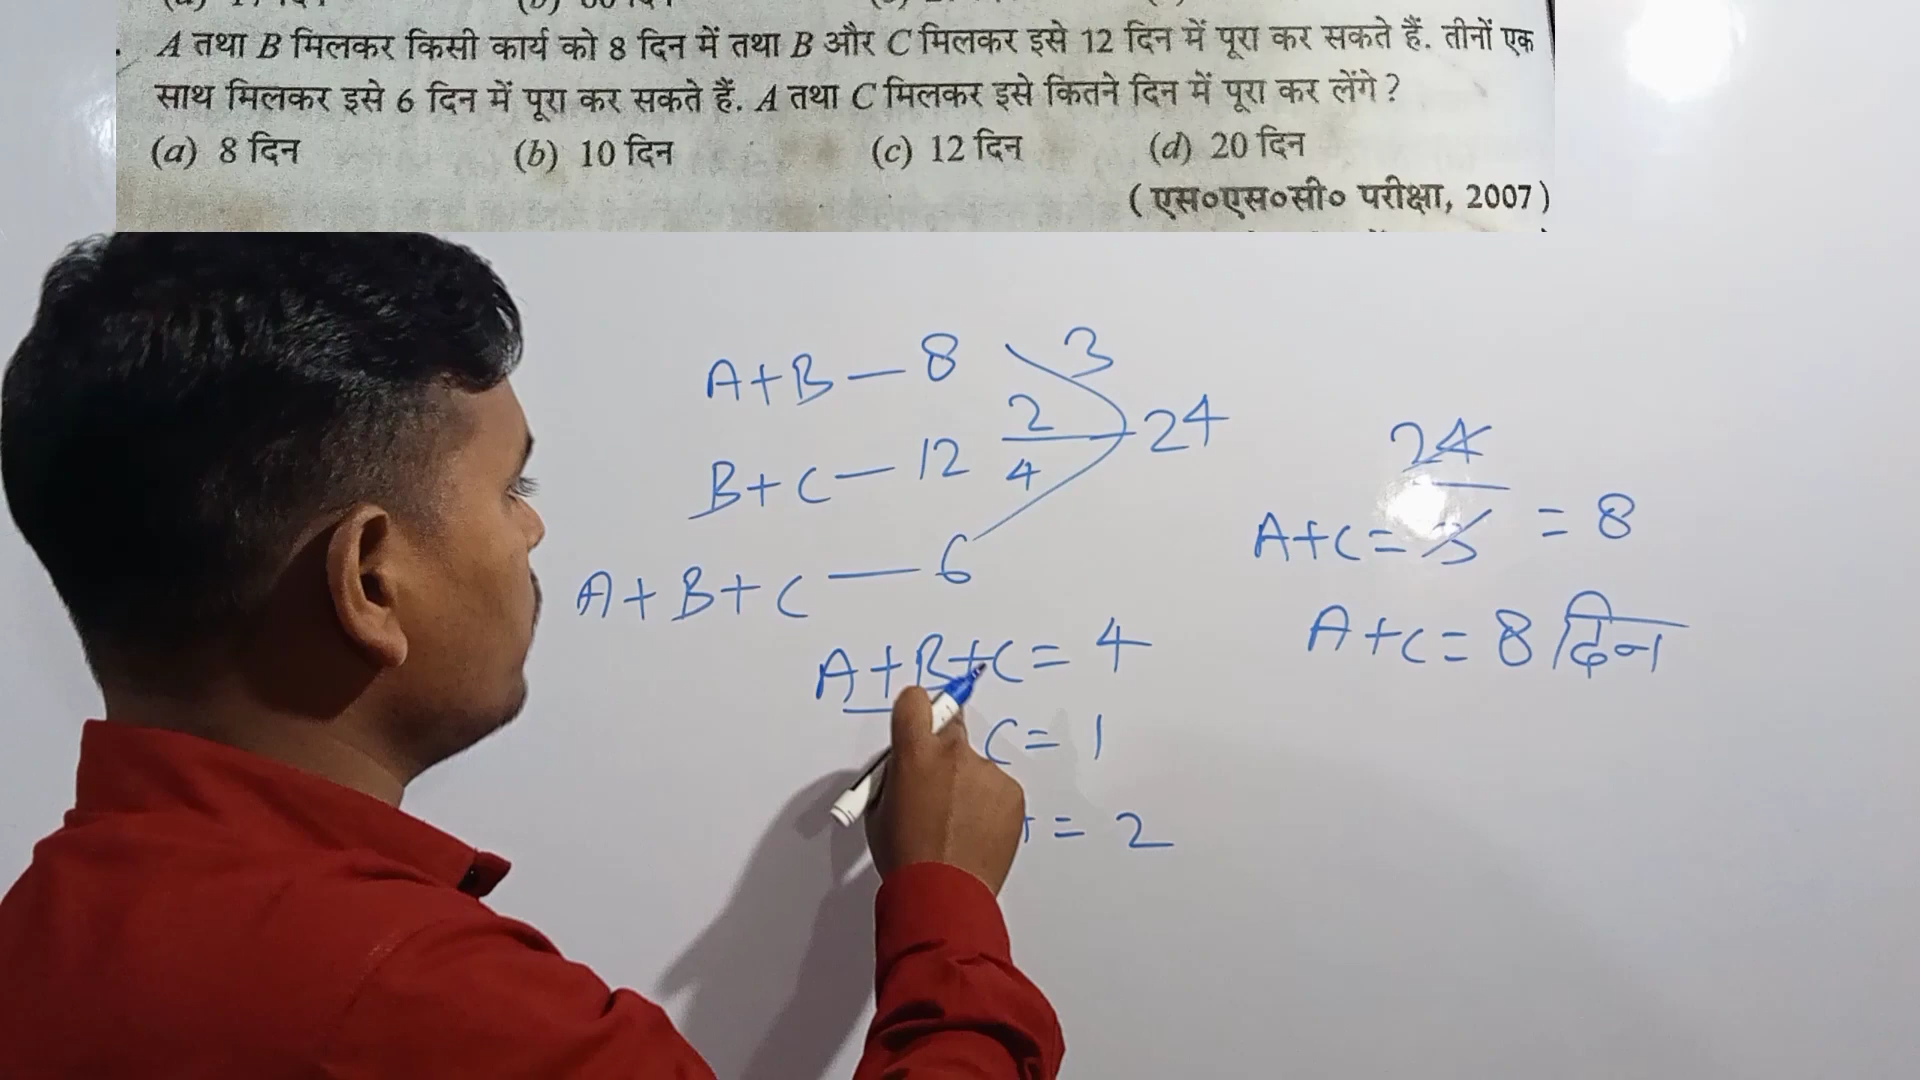 A तथा B मिलकर किसी कार्य को 8 दिन में तथा B और C मिलकर इसे 12 दिन में पूरा कर सकते हैं. तीनों एक
साथ मिलकर इसे 6 दिन में पूरा कर सकते हैं. A तथा C मिलकर इसे कितने दिन में पूरा कर लेंगे ?
(a) 8 दिन (b) 10 दिन (c) 12 दिन (d) 20 दिन
( एस०एस०सी० परीक्षा, 2007 )
A+B — 8 3
B+C — 12 2 24
4
A+B+C — 6
A+B+C = 4
C = 1
= 2
24
A+C = 3 = 8
A+C = 8 दिन